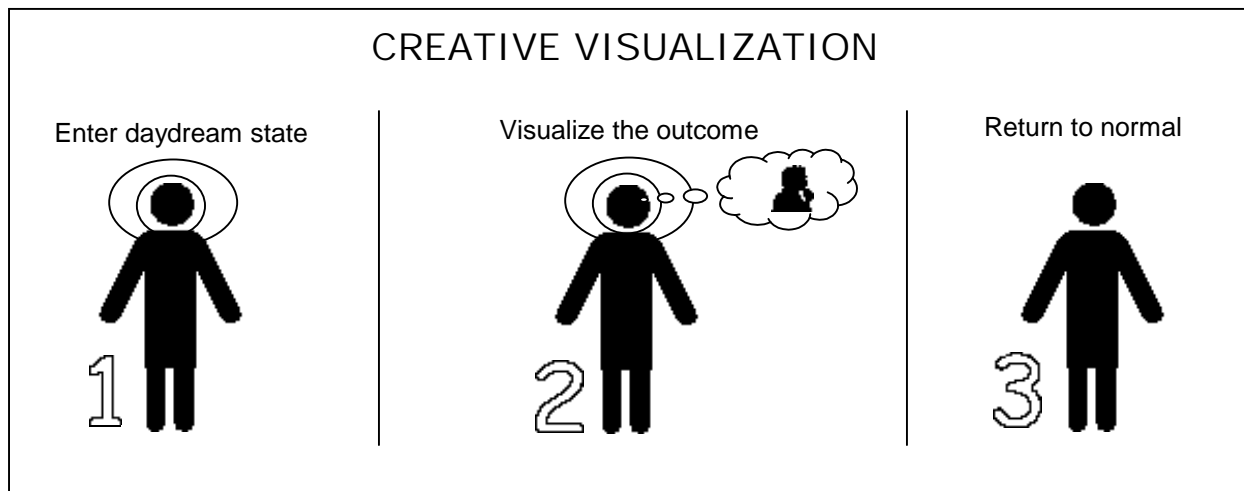 CREATIVE VISUALIZATION
Enter daydream state
Visualize the outcome
Return to normal
1
2
3